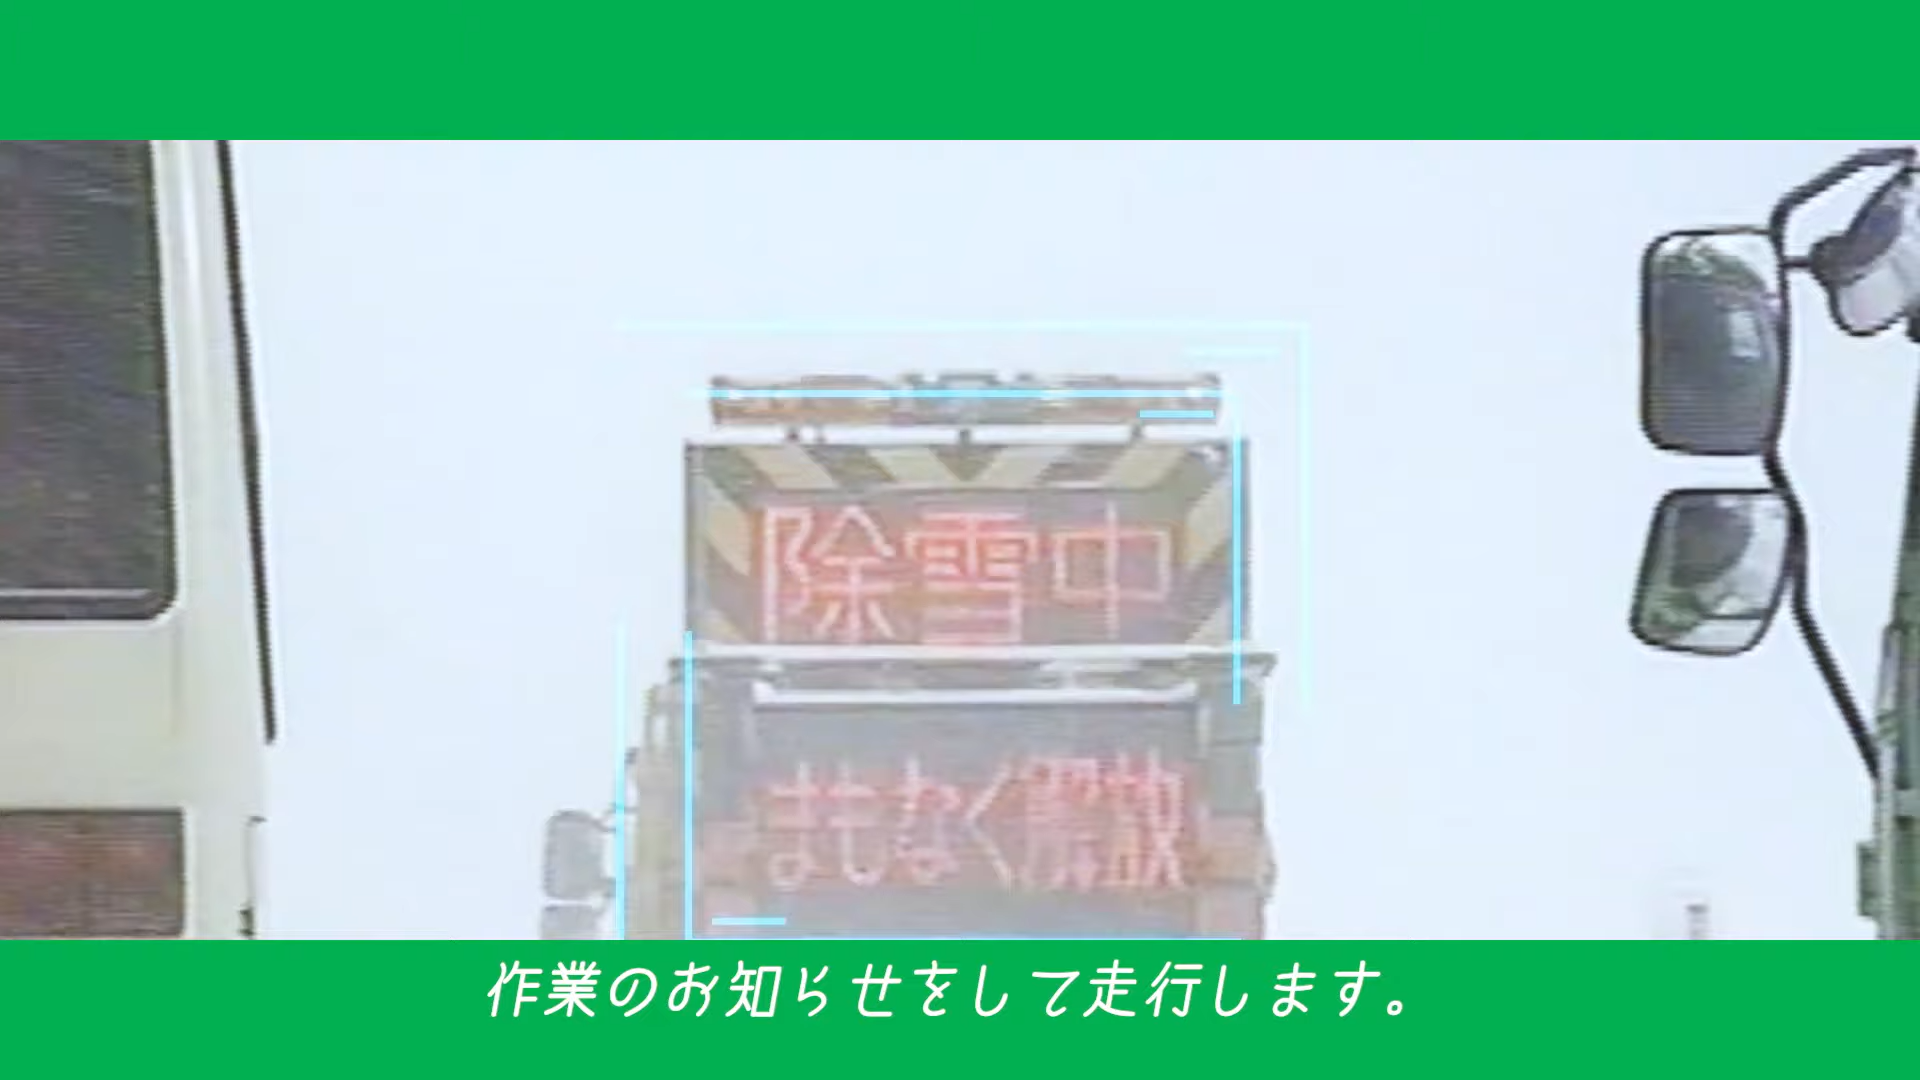 除雪中
まもなく解放
作業のお知らせをして走行します。